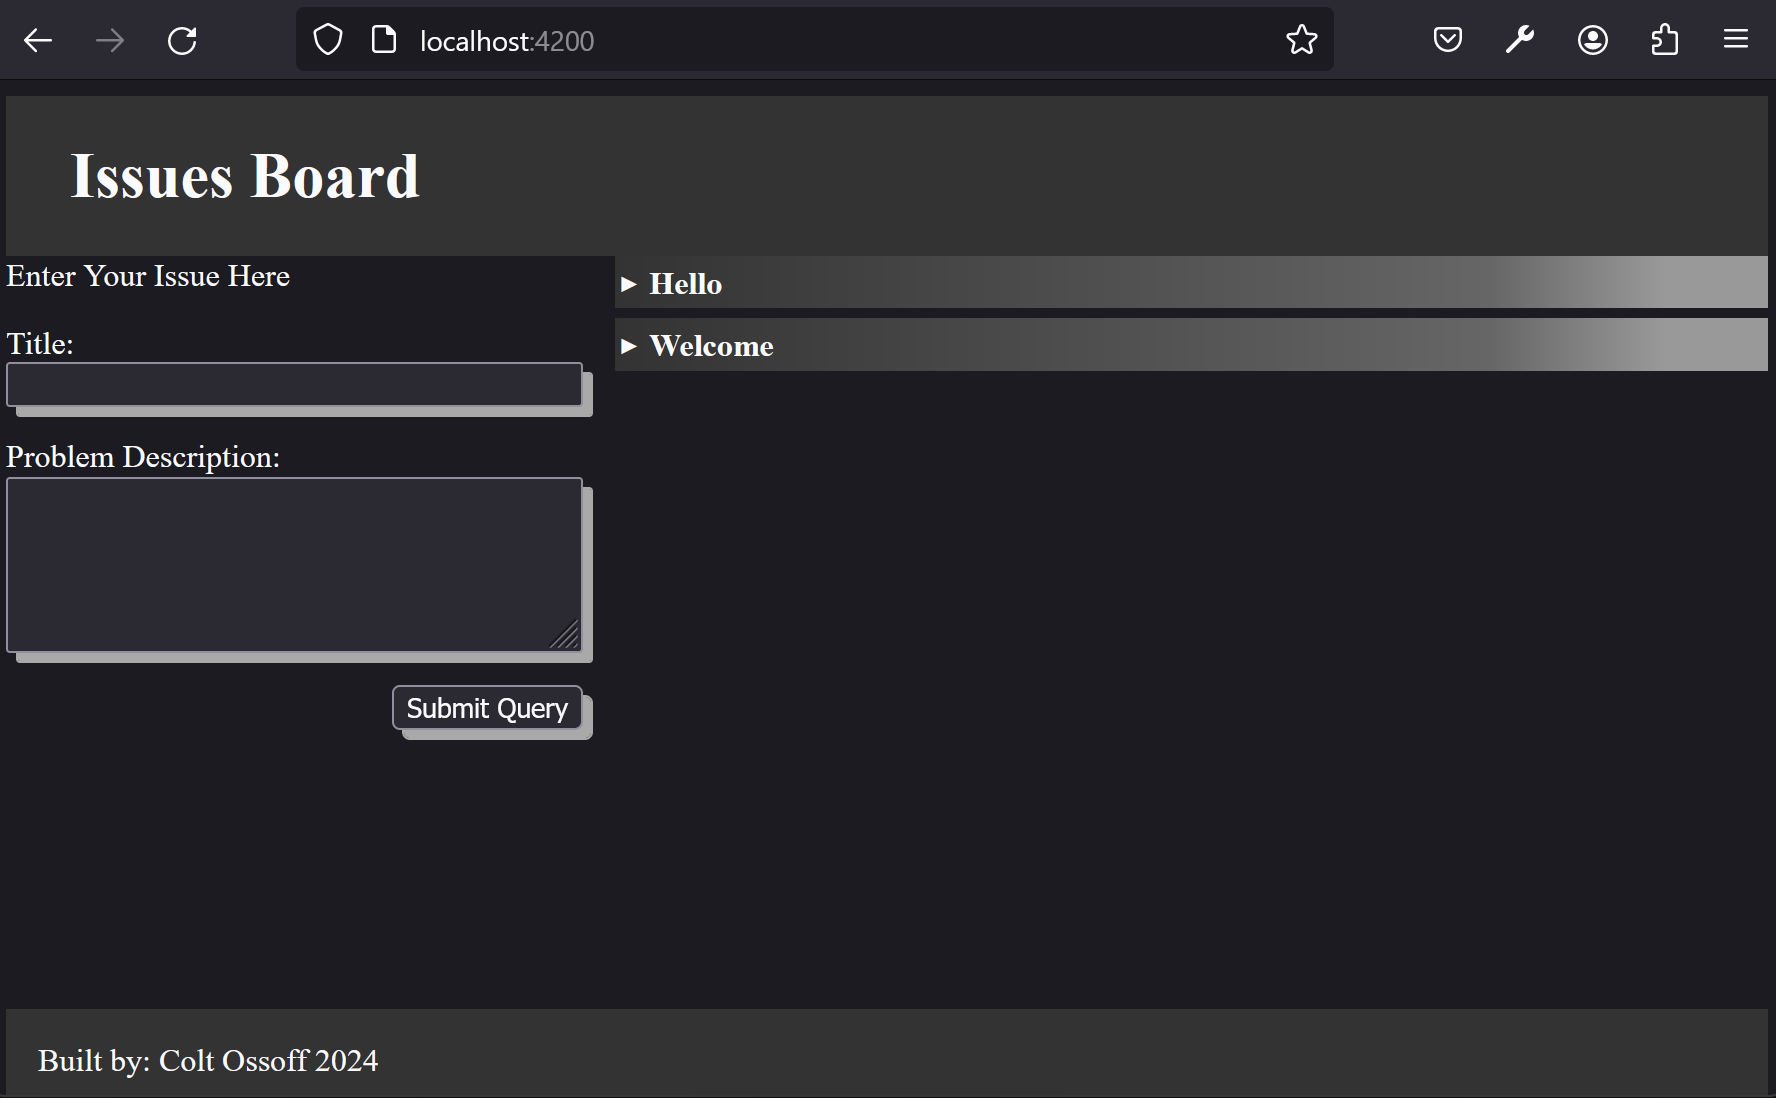 localhost:4200
Issues Board
Enter Your Issue Here
Title:
Problem Description:
Submit Query
Hello
Welcome
Built by: Colt Ossoff 2024